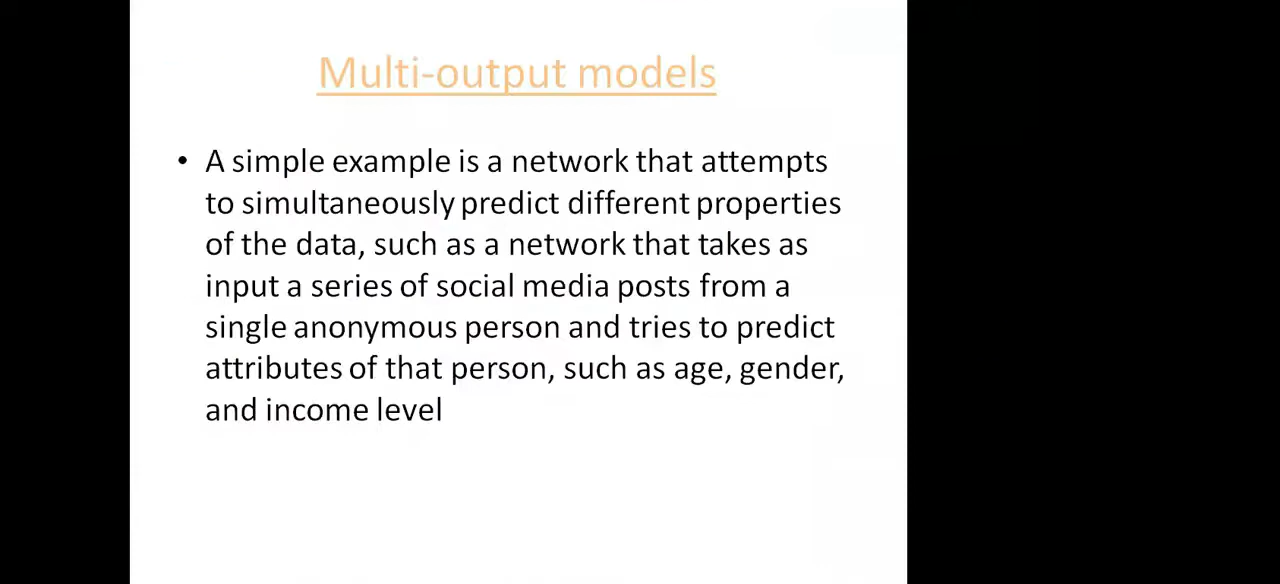 Multi-output models
• A simple example is a network that attempts
to simultaneously predict different properties
of the data, such as a network that takes as
input a series of social media posts from a
single anonymous person and tries to predict
attributes of that person, such as age, gender,
and income level